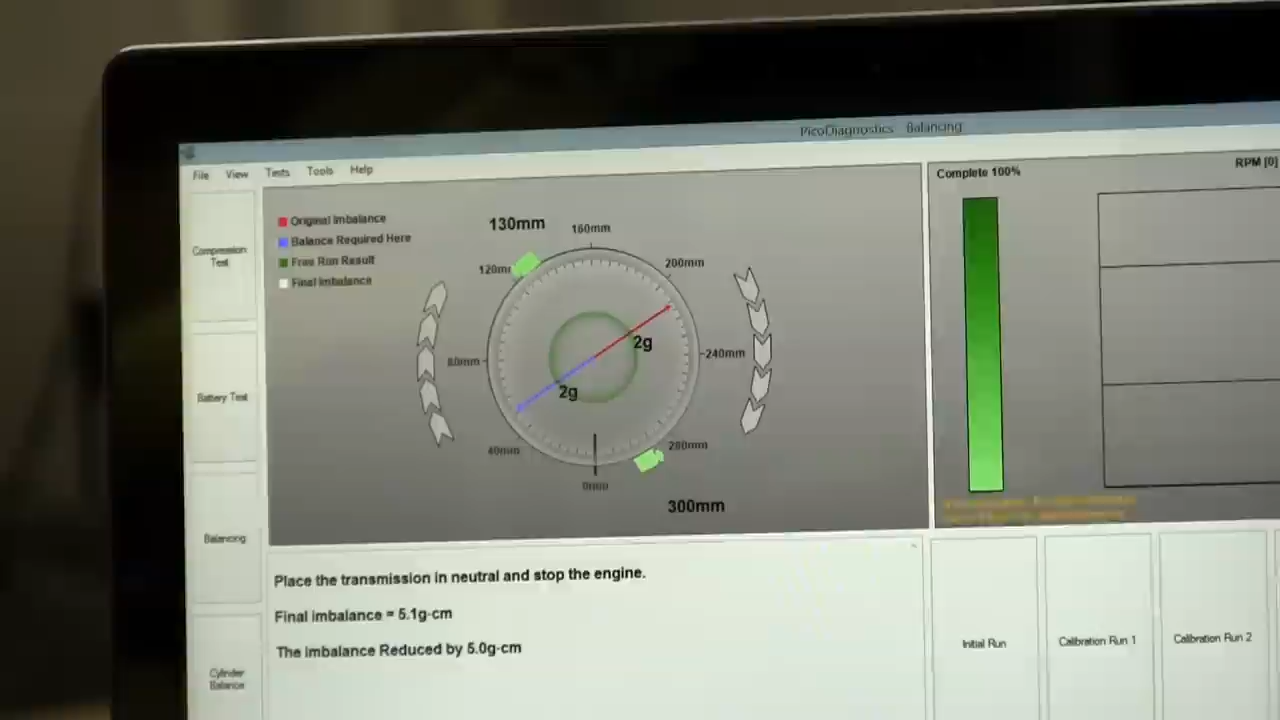 PicoDiagnostics Balancing
File View Tests Tools Help
Compression
Test
Battery Test
Balancing
Cylinder
Balance
Original Imbalance
Balance Required Here
Free Run Result
Final Imbalance
130mm
160mm
120mm
200mm
2g
80mm
240mm
2g
40mm
280mm
0mm
300mm
Complete 100%
RPM [0]
Place the transmission in neutral and stop the engine.
Final imbalance = 5.1g-cm
The Imbalance Reduced by 5.0g-cm
Initial Run
Calibration Run 1
Calibration Run 2